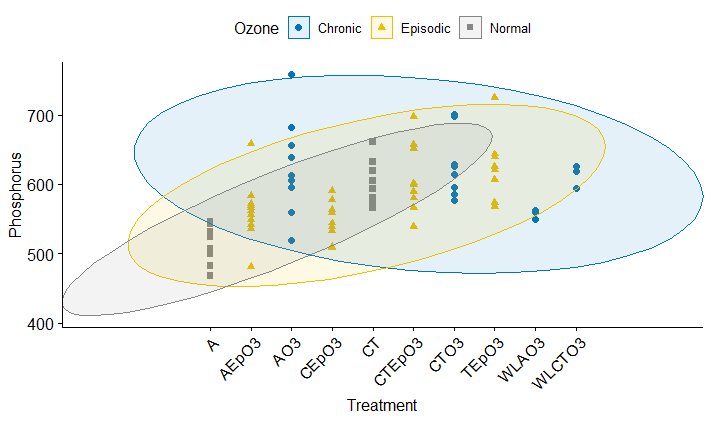 Ozone Chronic Episodic Normal
Phosphorus
700
600
500
400
A AEpO3 AO3 CEpO3 CT CTEpO3 CTO3 TEpO3 WLAO3 WLCTO3
Treatment